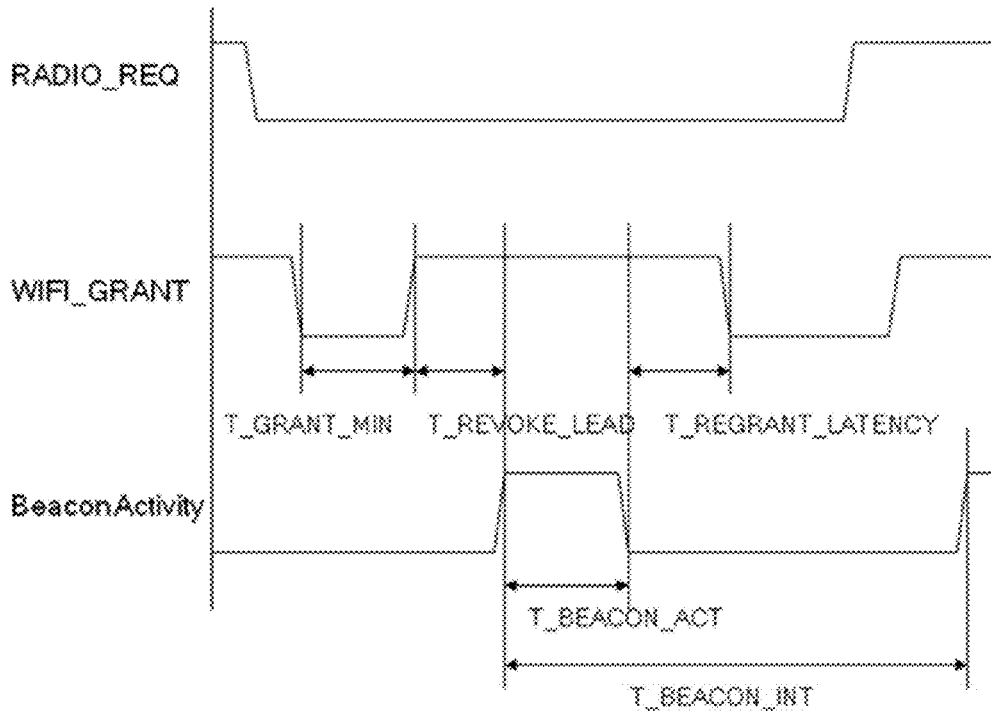 RADIO_REQ
WIFI_GRANT
T_GRANT_MIN T_REVOKE_LEAD T_REGRANT_LATENCY
BeaconActivity
T_BEACON_ACT
T_BEACON_INT